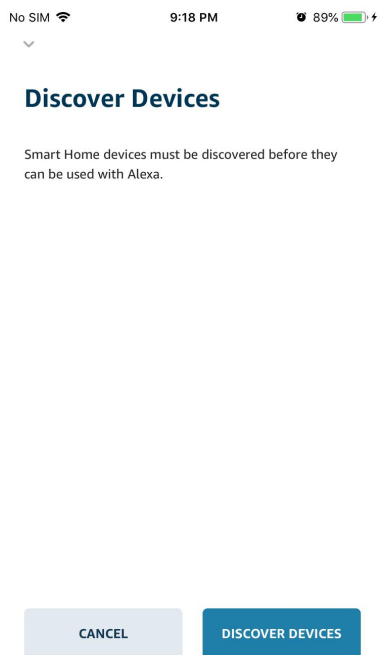 No SIM 9:18 PM 89%
Discover Devices
Smart Home devices must be discovered before they
can be used with Alexa.
CANCEL DISCOVER DEVICES